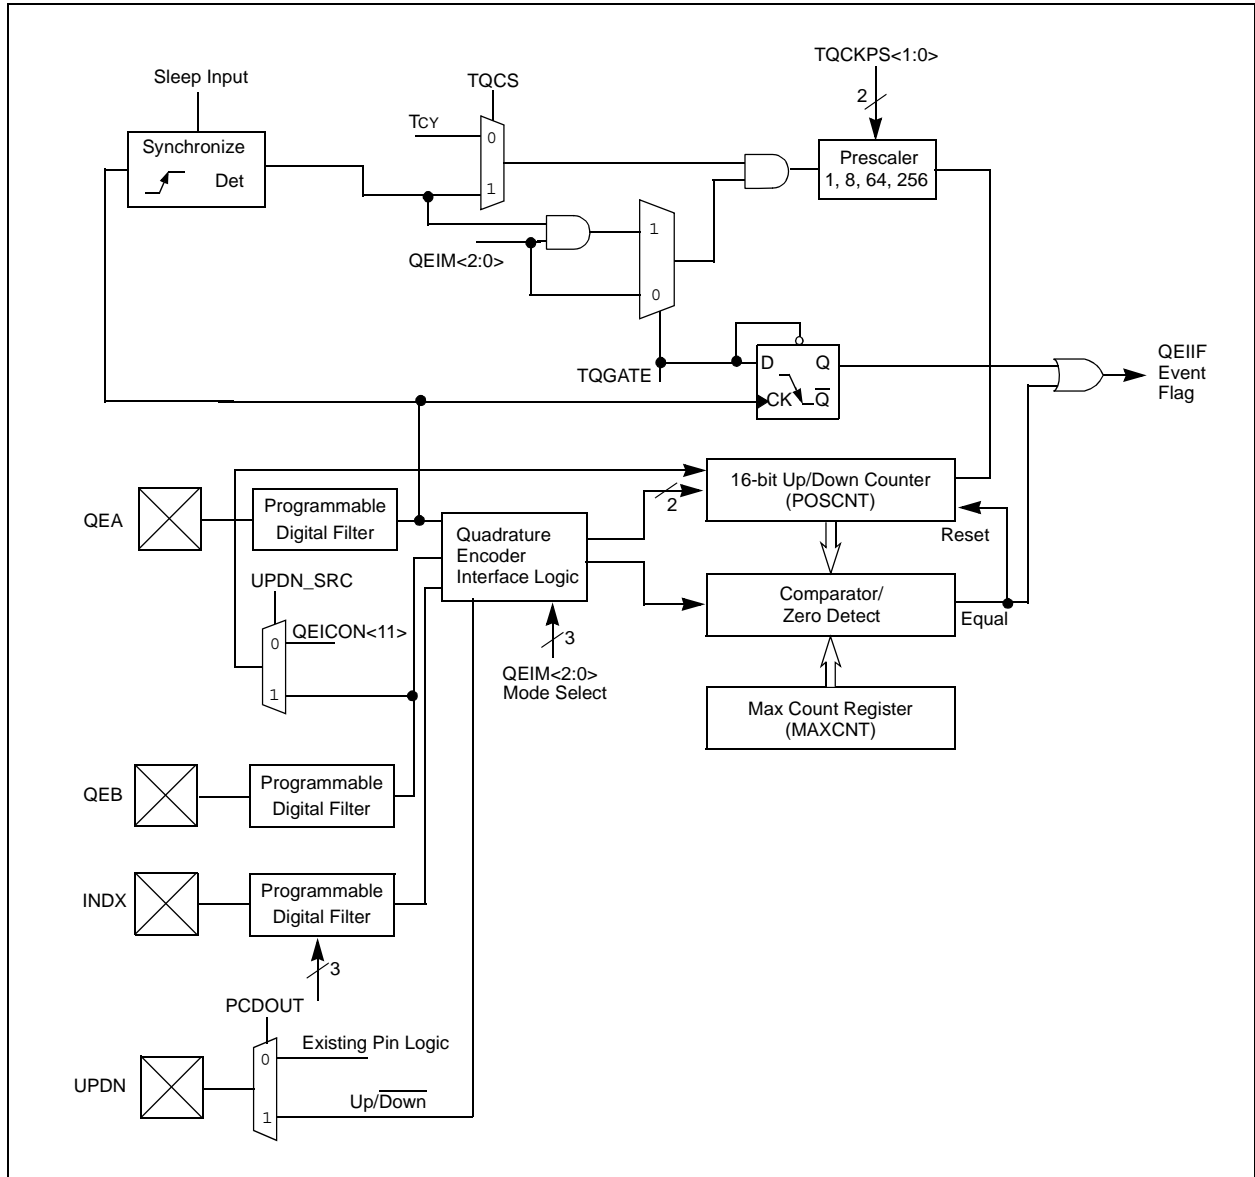 TQCKPS<1:0>
Sleep Input
TQCS
2
TCY
0
Synchronize
Det
Prescaler
1, 8, 64, 256
1
1
QEIM<2:0>
0
D Q
QEIIF
Event
Flag
TQGATE
CK Q
16-bit Up/Down Counter
(POSCNT)
2
Programmable
Digital Filter
QEA
Quadrature
Encoder
Interface Logic
Reset
UPDN_SRC
Comparator/
Zero Detect
Equal
0
QEICON<11>
3
1
QEIM<2:0>
Mode Select
Max Count Register
(MAXCNT)
QEB
Programmable
Digital Filter
INDX
Programmable
Digital Filter
3
PCDOUT
Existing Pin Logic
0
UPDN
Up/Down
1